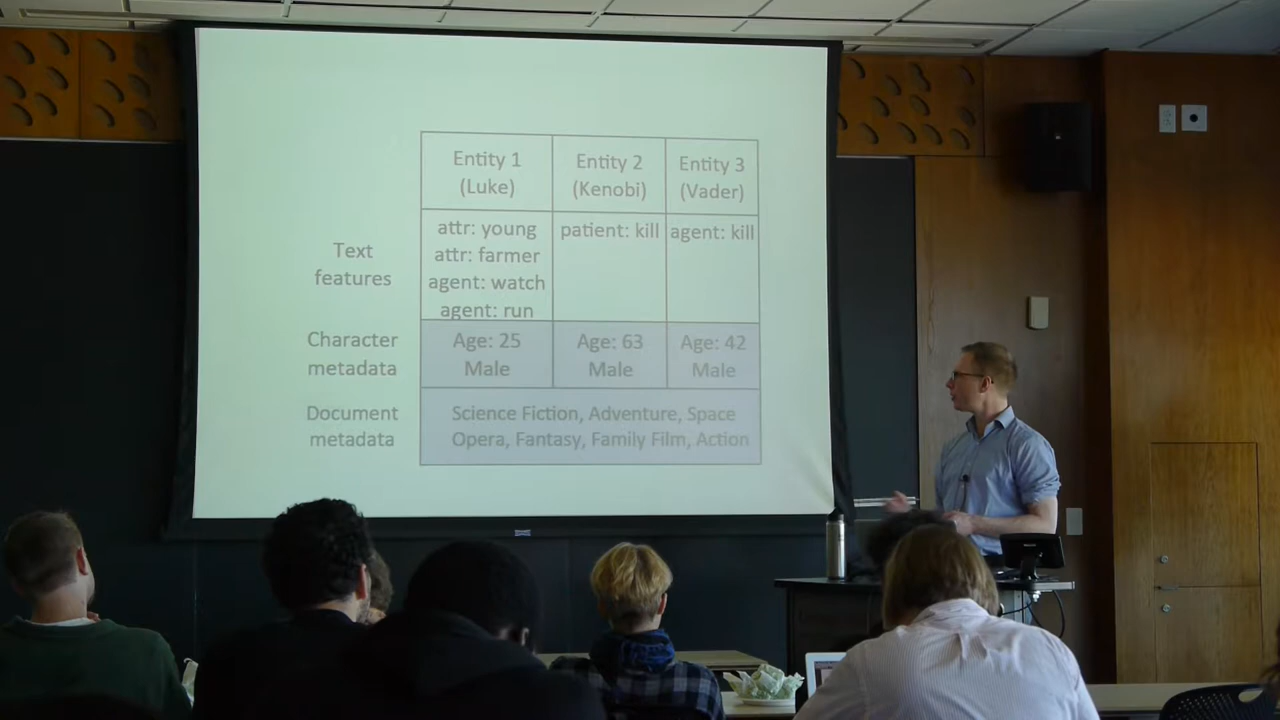 Entity 1
(Luke)
Entity 2
(Kenobi)
Entity 3
(Vader)
Text
features
attr: young
attr: farmer
agent: watch
agent: run
patient: kill
agent: kill
Character
metadata
Age: 25
Male
Age: 63
Male
Age: 42
Male
Document
metadata
Science Fiction, Adventure, Space
Opera, Fantasy, Family Film, Action